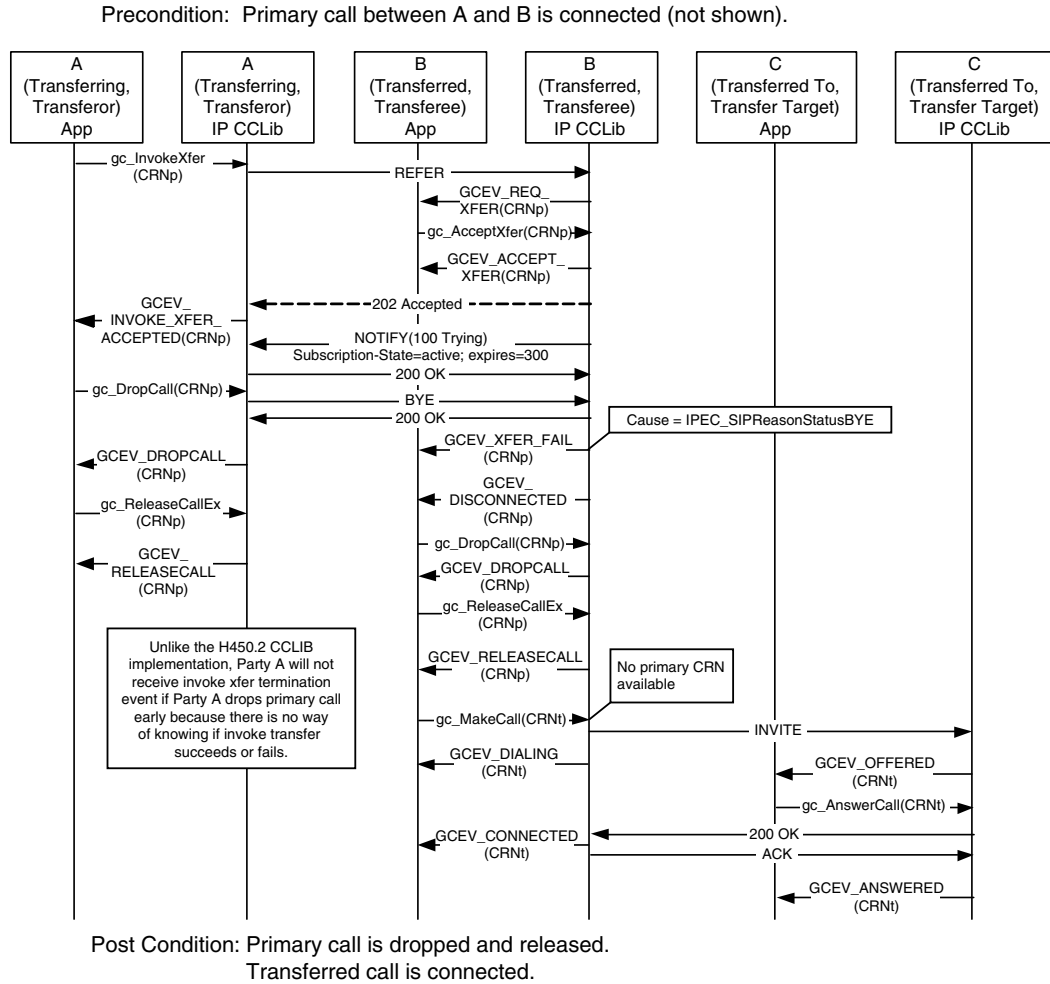 Precondition: Primary call between A and B is connected (not shown).
A
(Transferring,
Transferor)
App
A
(Transferring,
Transferor)
IP CCLib
B
(Transferred,
Transferee)
App
B
(Transferred,
Transferee)
IP CCLib
C
(Transferred To,
Transfer Target)
App
C
(Transferred To,
Transfer Target)
IP CCLib
gc_InvokeXfer
(CRNp)
REFER
GCEV_REQ_
XFER(CRNp)
gc_AcceptXfer(CRNp)
GCEV_ACCEPT_
XFER(CRNp)
202 Accepted
GCEV_
INVOKE_XFER_
ACCEPTED(CRNp)
NOTIFY(100 Trying)
Subscription-State=active; expires=300
200 OK
gc_DropCall(CRNp)
BYE
200 OK
Cause = IPEC_SIPReasonStatusBYE
GCEV_XFER_FAIL
(CRNp)
GCEV_DROPCALL
(CRNp)
GCEV_
DISCONNECTED
(CRNp)
gc_ReleaseCallEx
(CRNp)
gc_DropCall(CRNp)
GCEV_
RELEASECALL
(CRNp)
GCEV_DROPCALL
(CRNp)
gc_ReleaseCallEx
(CRNp)
Unlike the H450.2 CCLIB
implementation, Party A will not
receive invoke xfer termination
event if Party A drops primary call
early because there is no way
of knowing if invoke transfer
succeeds or fails.
GCEV_RELEASECALL
(CRNp)
No primary CRN
available
gc_MakeCall(CRNt)
INVITE
GCEV_DIALING
(CRNt)
GCEV_OFFERED
(CRNt)
gc_AnswerCall(CRNt)
200 OK
GCEV_CONNECTED
(CRNt)
ACK
GCEV_ANSWERED
(CRNt)
Post Condition: Primary call is dropped and released.
Transferred call is connected.